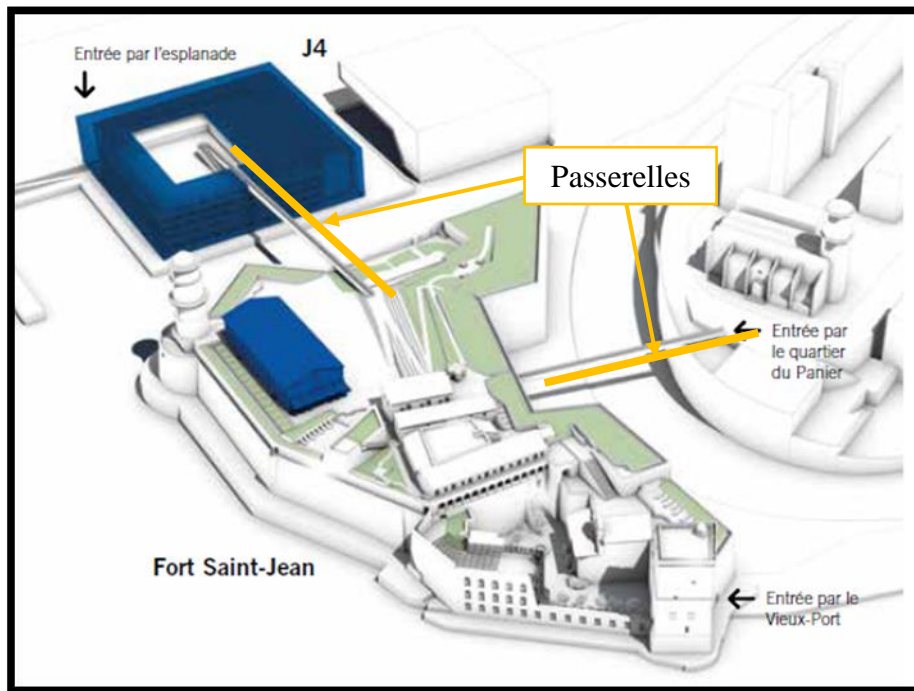 Entrée par l'esplanade
J4
Passerelles
Entrée par
le quartier
du Panier
Fort Saint-Jean
Entrée par le
Vieux-Port